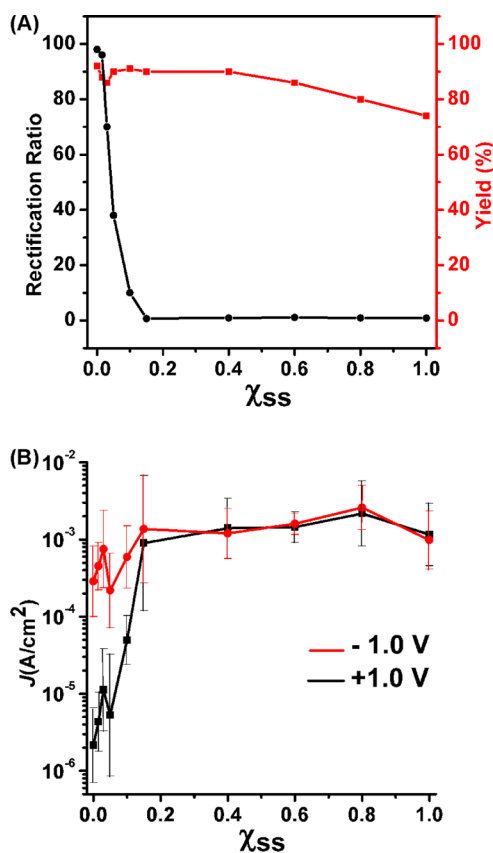 (A)
Rectification Ratio
100
80
60
40
20
0
100
80
60
40
20
0
Yield (%)
0.0 0.2 0.4 0.6 0.8 1.0
χss
(B)
J(A/cm²)
10⁻²
10⁻³
10⁻⁴
10⁻⁵
10⁻⁶
- 1.0 V
+1.0 V
0.0 0.2 0.4 0.6 0.8 1.0
χss